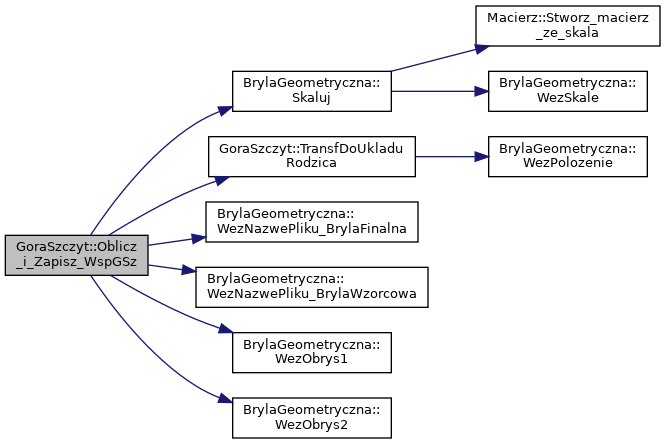 Macierz::Stworz_macierz
_ze_skala
BrylaGeometryczna::
Skaluj
BrylaGeometryczna::
WezSkale
GoraSzczyt::TransfDoUkladu
Rodzica
BrylaGeometryczna::
WezPolozenie
BrylaGeometryczna::
WezNazwePliku_BrylaFinalna
GoraSzczyt::Oblicz
_i_Zapisz_WspGSz
BrylaGeometryczna::
WezNazwePliku_BrylaWzorcowa
BrylaGeometryczna::
WezObrys1
BrylaGeometryczna::
WezObrys2